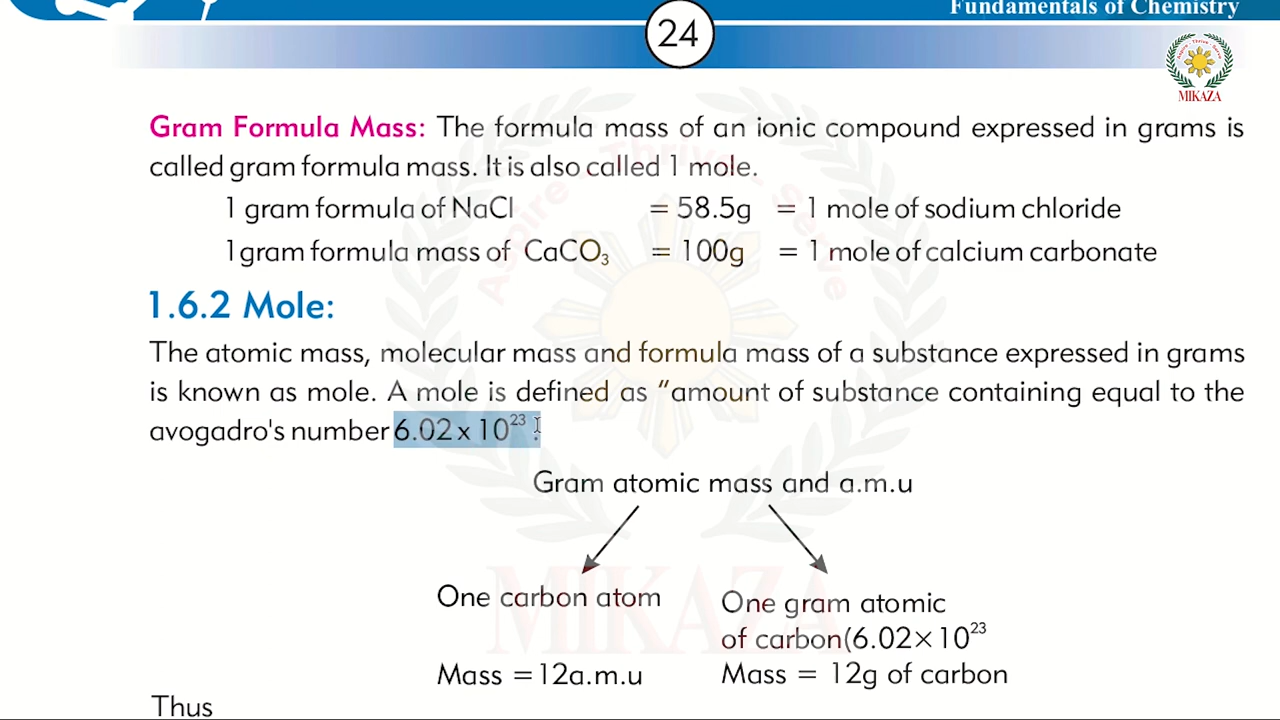 Fundamentals of Chemistry
24
MIKAZA
Gram Formula Mass: The formula mass of an ionic compound expressed in grams is
called gram formula mass. It is also called 1 mole.
1 gram formula of NaCl = 58.5g = 1 mole of sodium chloride
1gram formula mass of CaCO₃ = 100g = 1 mole of calcium carbonate
1.6.2 Mole:
The atomic mass, molecular mass and formula mass of a substance expressed in grams
is known as mole. A mole is defined as “amount of substance containing equal to the
avogadro's number 6.02 x 10²³ .
Gram atomic mass and a.m.u
One carbon atom
Mass = 12a.m.u
One gram atomic
of carbon(6.02×10²³
Mass = 12g of carbon
Thus
Aspire - Thrive - Serve
MIKAZA